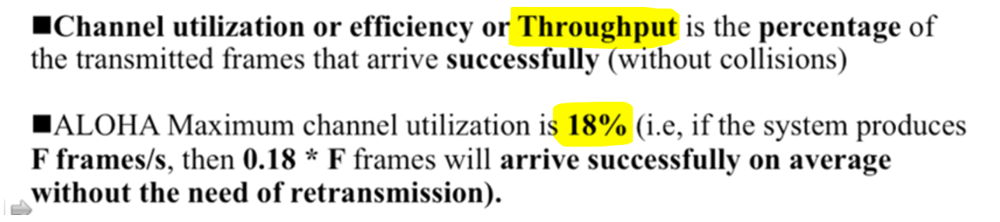 ■Channel utilization or efficiency or Throughput is the percentage of
the transmitted frames that arrive successfully (without collisions)
■ALOHA Maximum channel utilization is 18% (i.e, if the system produces
F frames/s, then 0.18 * F frames will arrive successfully on average
without the need of retransmission).